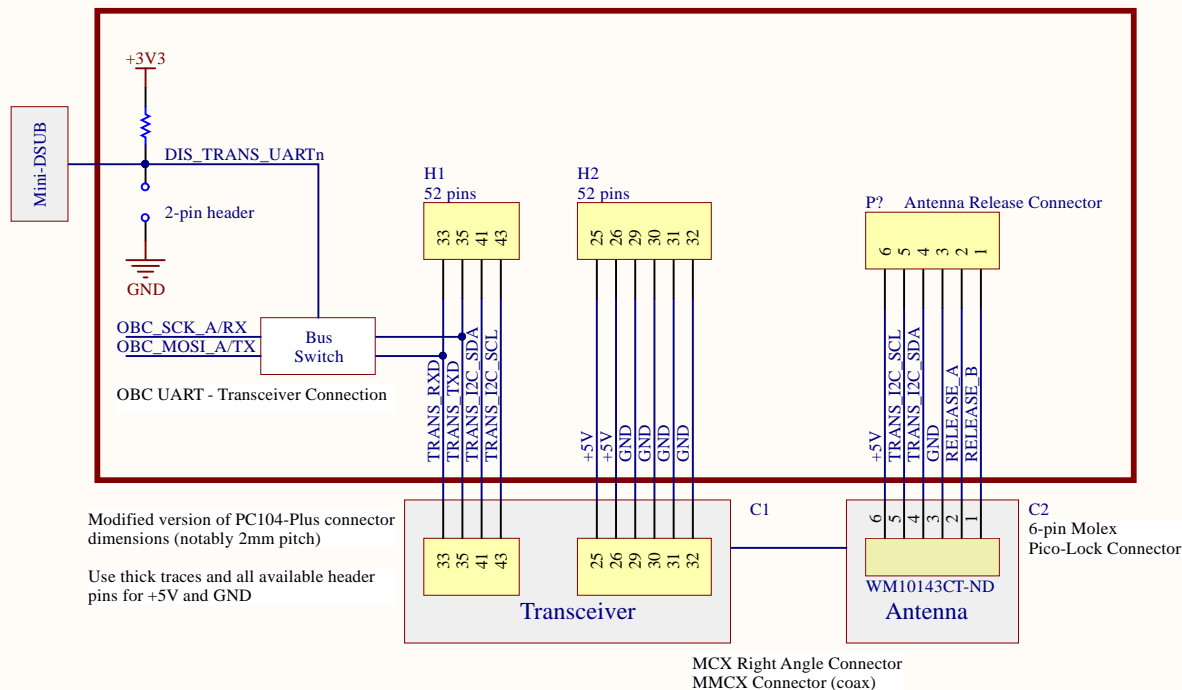 +3V3
Mini-DSUB
DIS_TRANS_UARTn
2-pin header
GND
OBC_SCK_A/RX
OBC_MOSI_A/TX
Bus
Switch
OBC UART - Transceiver Connection
H1
52 pins
33
35
41
43
TRANS_RXD
TRANS_TXD
TRANS_I2C_SDA
TRANS_I2C_SCL
H2
52 pins
25
26
29
30
31
32
+5V
+5V
GND
GND
GND
GND
P?
Antenna Release Connector
6
5
4
3
2
1
+5V
TRANS_I2C_SCL
TRANS_I2C_SDA
GND
RELEASE_A
RELEASE_B
Modified version of PC104-Plus connector
dimensions (notably 2mm pitch)
Use thick traces and all available header
pins for +5V and GND
33
35
41
43
25
26
29
30
31
32
Transceiver
C1
6
5
4
3
2
1
WM10143CT-ND
Antenna
C2
6-pin Molex
Pico-Lock Connector
MCX Right Angle Connector
MMCX Connector (coax)